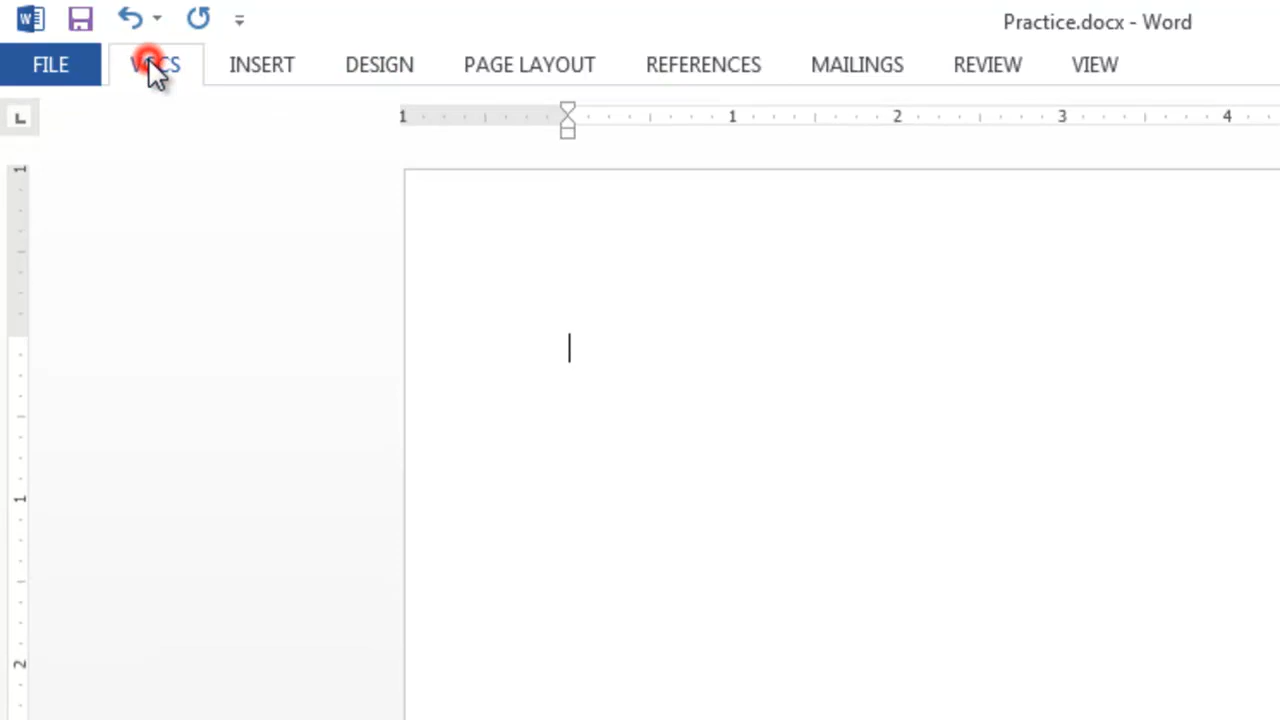 Practice.docx - Word
FILE INSERT DESIGN PAGE LAYOUT REFERENCES MAILINGS REVIEW VIEW
1 1 2 3 4
1
1
2